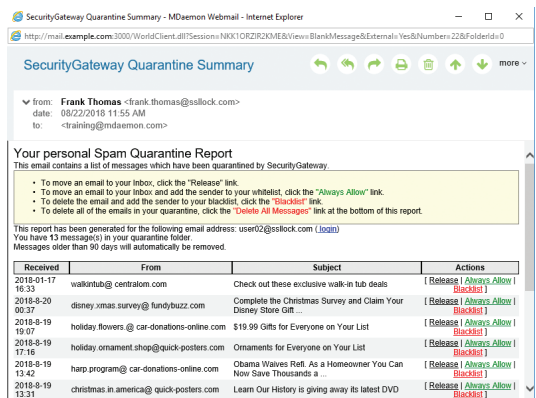 SecurityGateway Quarantine Summary - MDaemon Webmail - Internet Explorer
http://mail.example.com:3000/WorldClient.dll?Session=NKK1ORZIR2KME&View=BlankMessage&External=Yes&Number=22&FolderId=0
SecurityGateway Quarantine Summary
more
from: Frank Thomas <frank.thomas@ssllock.com>
date: 08/22/2018 11:55 AM
to: <training@mdaemon.com>
Your personal Spam Quarantine Report
This email contains a list of messages which have been quarantined by SecurityGateway.
• To move an email to your Inbox, click the "Release" link.
• To move an email to your Inbox and add the sender to your whitelist, click the "Always Allow" link.
• To delete the email and add the sender to your blacklist, click the "Blacklist" link.
• To delete all of the emails in your quarantine, click the "Delete All Messages" link at the bottom of this report.
This report has been generated for the following email address: user02@ssllock.com ( login)
You have 13 message(s) in your quarantine folder.
Messages older than 90 days will automatically be removed.
Received From Subject Actions
2018-01-17 16:33 walkintub@ centralom.com Check out these exclusive walk-in tub deals [ Release | Always Allow | Blacklist ]
2018-8-20 00:37 disney.xmas.survey@ fundybuzz.com Complete the Christmas Survey and Claim Your Disney Store Gift ... [ Release | Always Allow | Blacklist ]
2018-8-19 19:07 holiday.flowers.@ car-donations-online.com $19.99 Gifts for Everyone on Your List [ Release | Always Allow | Blacklist ]
2018-8-19 17:16 holiday.ornament.shop@quick-posters.com Ornaments for Everyone on Your List [ Release | Always Allow | Blacklist ]
2018-8-19 13:42 harp.program@ car-donations-online.com Obama Waives Refi. As a Homeowner You Can Now Save Thousands a ... [ Release | Always Allow | Blacklist ]
2018-8-19 13:31 christmas.in.america@ quick-posters.com Learn Our History is giving away its latest DVD [ Release | Always Allow | Blacklist ]